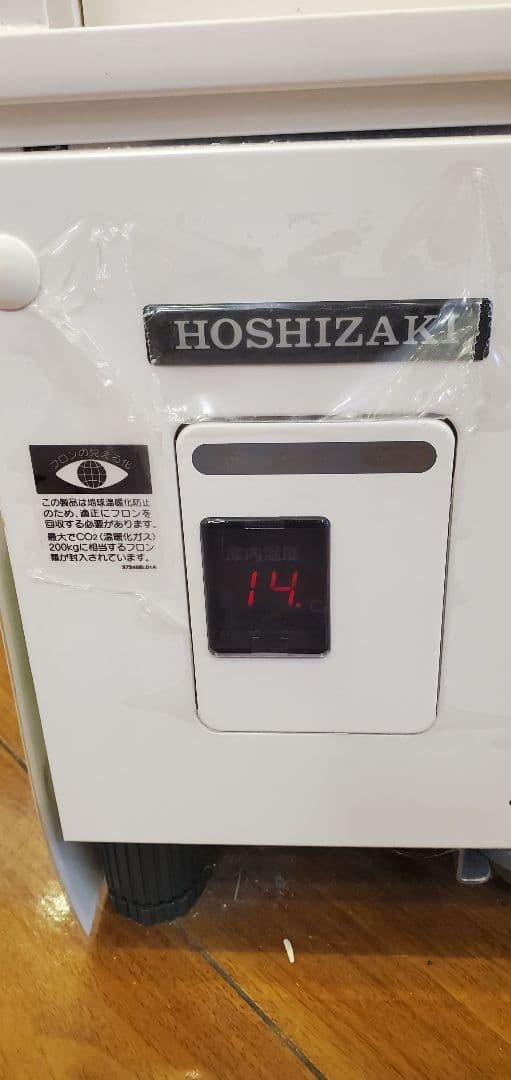 HOSHIZAKI
フロンの見える化
この製品は地球温暖化防止
のため、適正にフロンを
回収する必要があります。
最大でCO2(温暖化ガス)
200kgに相当するフロン
類が封入されています。
庫内温度
14.